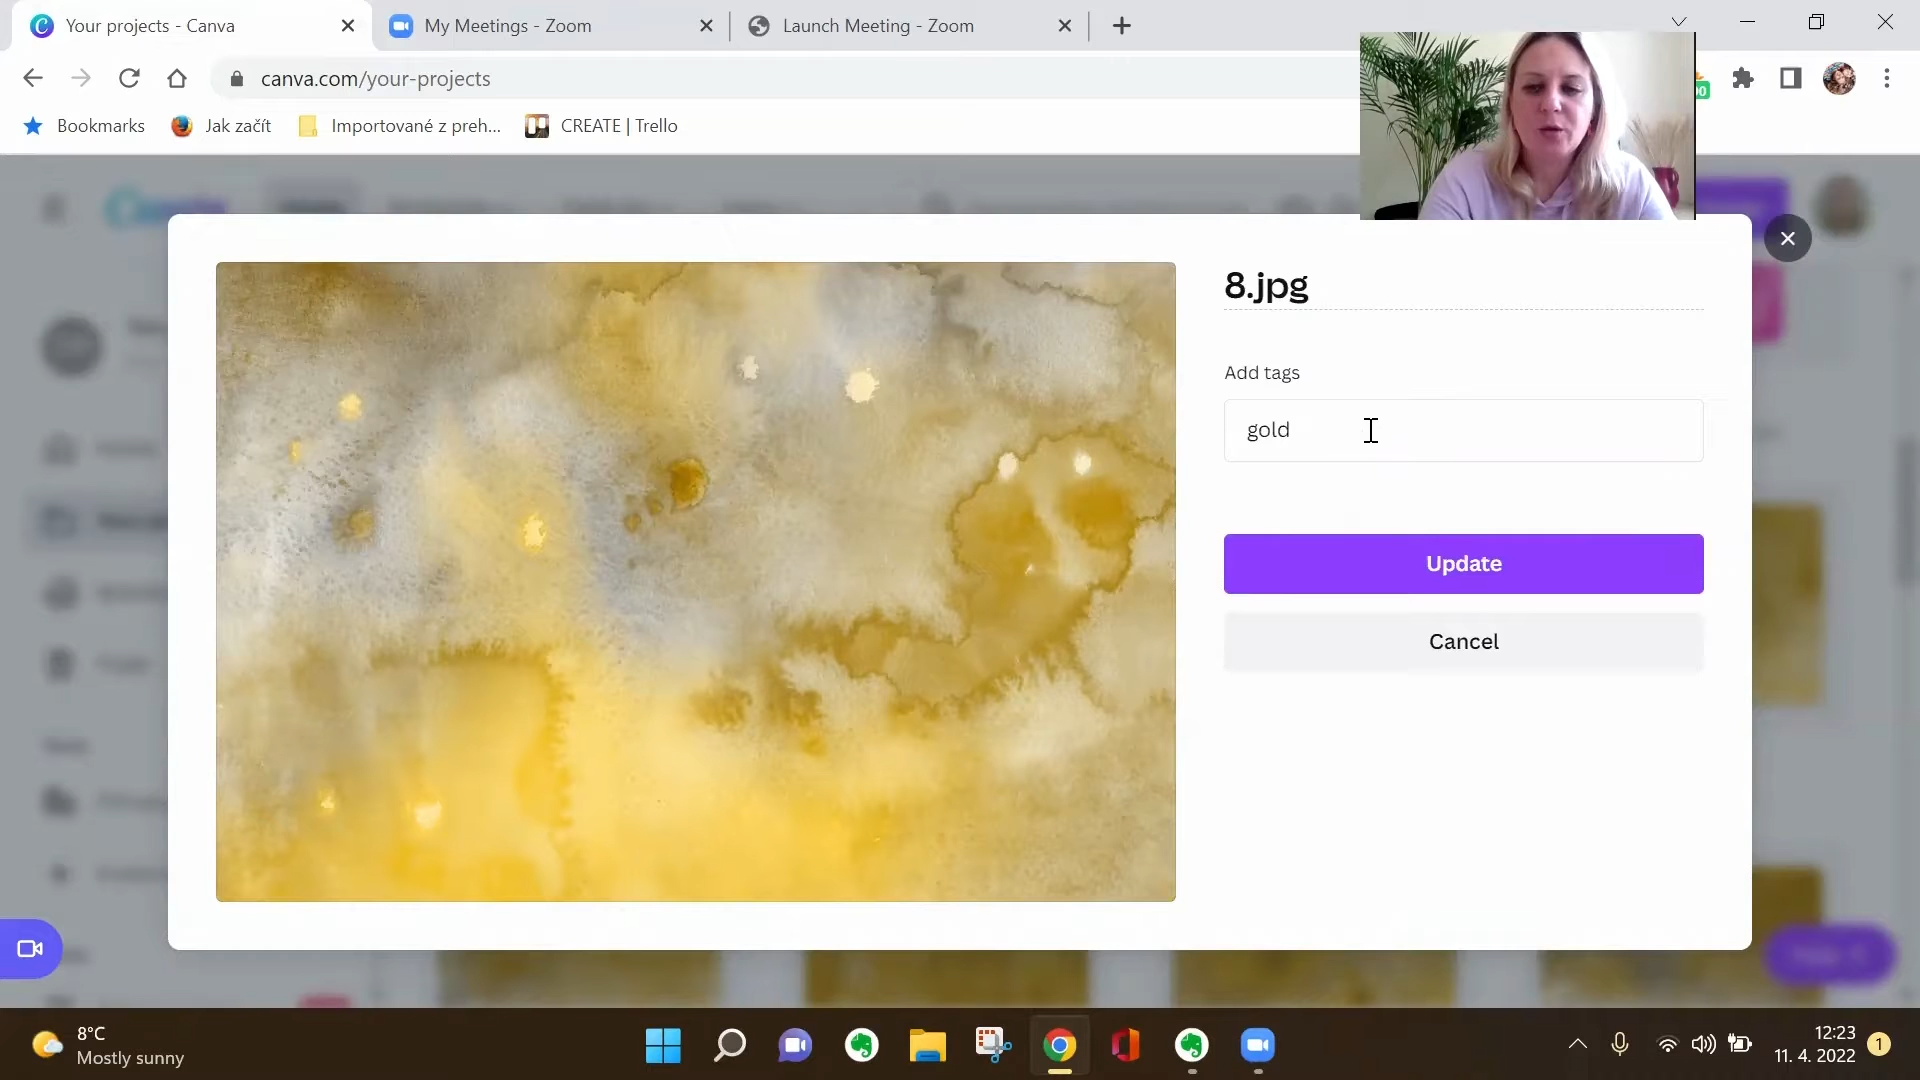 Your projects - Canva
My Meetings - Zoom
Launch Meeting - Zoom
canva.com/your-projects
Bookmarks
Jak začít
Importované z preh...
CREATE | Trello
8.jpg
Add tags
gold
Update
Cancel
8°C
Mostly sunny
12:23
11. 4. 2022
1